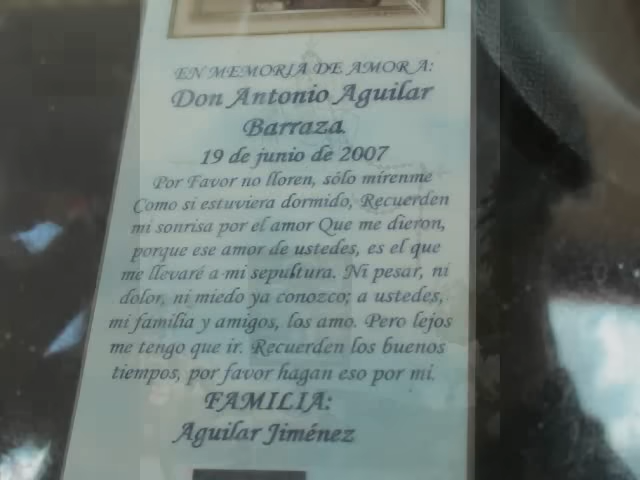 EN MEMORIA DE AMOR A:
Don Antonio Aguilar
Barraza.
19 de junio de 2007
Por Favor no lloren, sólo mírenme
Como si estuviera dormido, Recuerden
mi sonrisa por el amor Que me dieron,
porque ese amor de ustedes, es el que
me llevaré a mi sepultura. Ni pesar, ni
dolor, ni miedo ya conozco; a ustedes,
mi familia y amigos, los amo. Pero lejos
me tengo que ir. Recuerden los buenos
tiempos, por favor hagan eso por mi.
FAMILIA:
Aguilar Jiménez